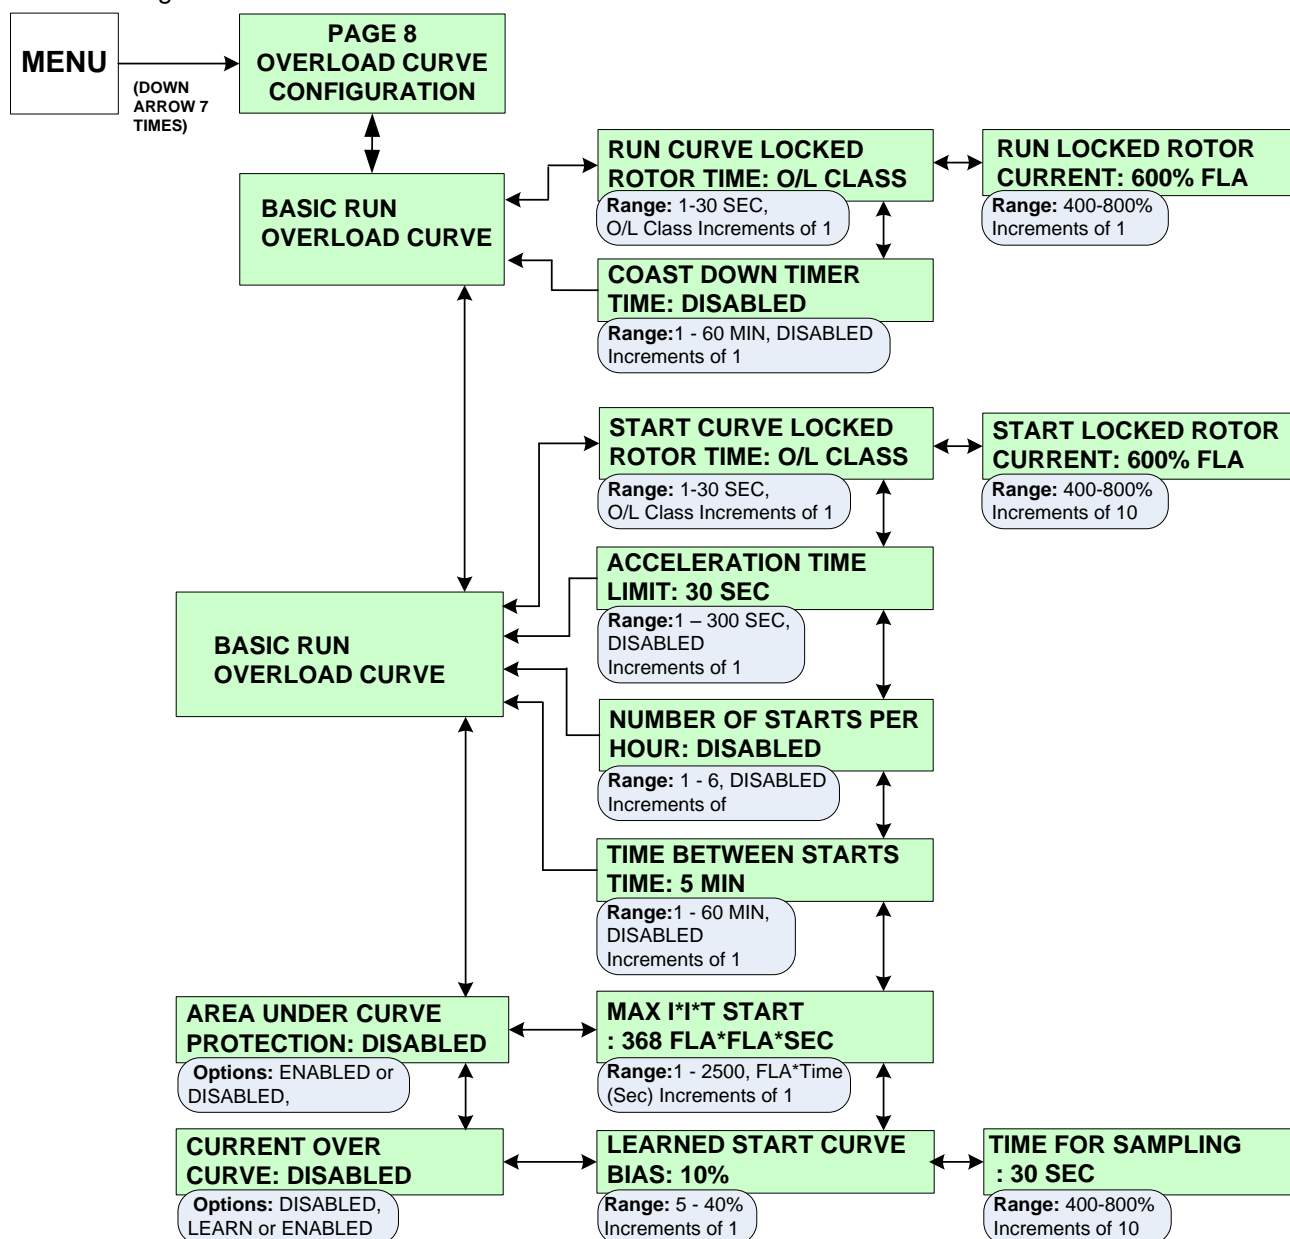 MENU
(DOWN
ARROW 7
TIMES)
PAGE 8
OVERLOAD CURVE
CONFIGURATION
BASIC RUN
OVERLOAD CURVE
RUN CURVE LOCKED
ROTOR TIME: O/L CLASS
Range: 1-30 SEC,
O/L Class Increments of 1
RUN LOCKED ROTOR
CURRENT: 600% FLA
Range: 400-800%
Increments of 1
COAST DOWN TIMER
TIME: DISABLED
Range:1 - 60 MIN, DISABLED
Increments of 1
START CURVE LOCKED
ROTOR TIME: O/L CLASS
Range: 1-30 SEC,
O/L Class Increments of 1
START LOCKED ROTOR
CURRENT: 600% FLA
Range: 400-800%
Increments of 10
ACCELERATION TIME
LIMIT: 30 SEC
Range:1 – 300 SEC,
DISABLED
Increments of 1
BASIC RUN
OVERLOAD CURVE
NUMBER OF STARTS PER
HOUR: DISABLED
Range: 1 - 6, DISABLED
Increments of
TIME BETWEEN STARTS
TIME: 5 MIN
Range:1 - 60 MIN,
DISABLED
Increments of 1
AREA UNDER CURVE
PROTECTION: DISABLED
Options: ENABLED or
DISABLED,
MAX I*I*T START
: 368 FLA*FLA*SEC
Range:1 - 2500, FLA*Time
(Sec) Increments of 1
CURRENT OVER
CURVE: DISABLED
Options: DISABLED,
LEARN or ENABLED
LEARNED START CURVE
BIAS: 10%
Range: 5 - 40%
Increments of 1
TIME FOR SAMPLING
: 30 SEC
Range: 400-800%
Increments of 10